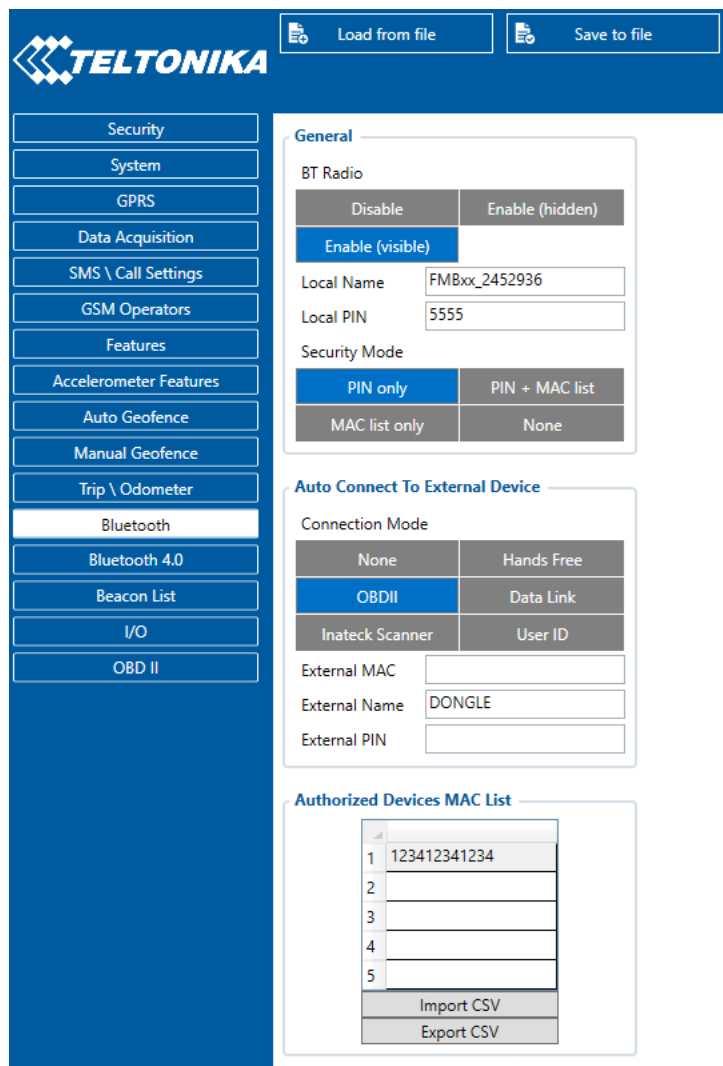 TELTONIKA
Load from file
Save to file
Security
System
GPRS
Data Acquisition
SMS \ Call Settings
GSM Operators
Features
Accelerometer Features
Auto Geofence
Manual Geofence
Trip \ Odometer
Bluetooth
Bluetooth 4.0
Beacon List
I/O
OBD II
General
BT Radio
Disable
Enable (hidden)
Enable (visible)
Local Name FMBxx_2452936
Local PIN 5555
Security Mode
PIN only
PIN + MAC list
MAC list only
None
Auto Connect To External Device
Connection Mode
None
Hands Free
OBDII
Data Link
Inateck Scanner
User ID
External MAC
External Name DONGLE
External PIN
Authorized Devices MAC List
1 123412341234
2
3
4
5
Import CSV
Export CSV